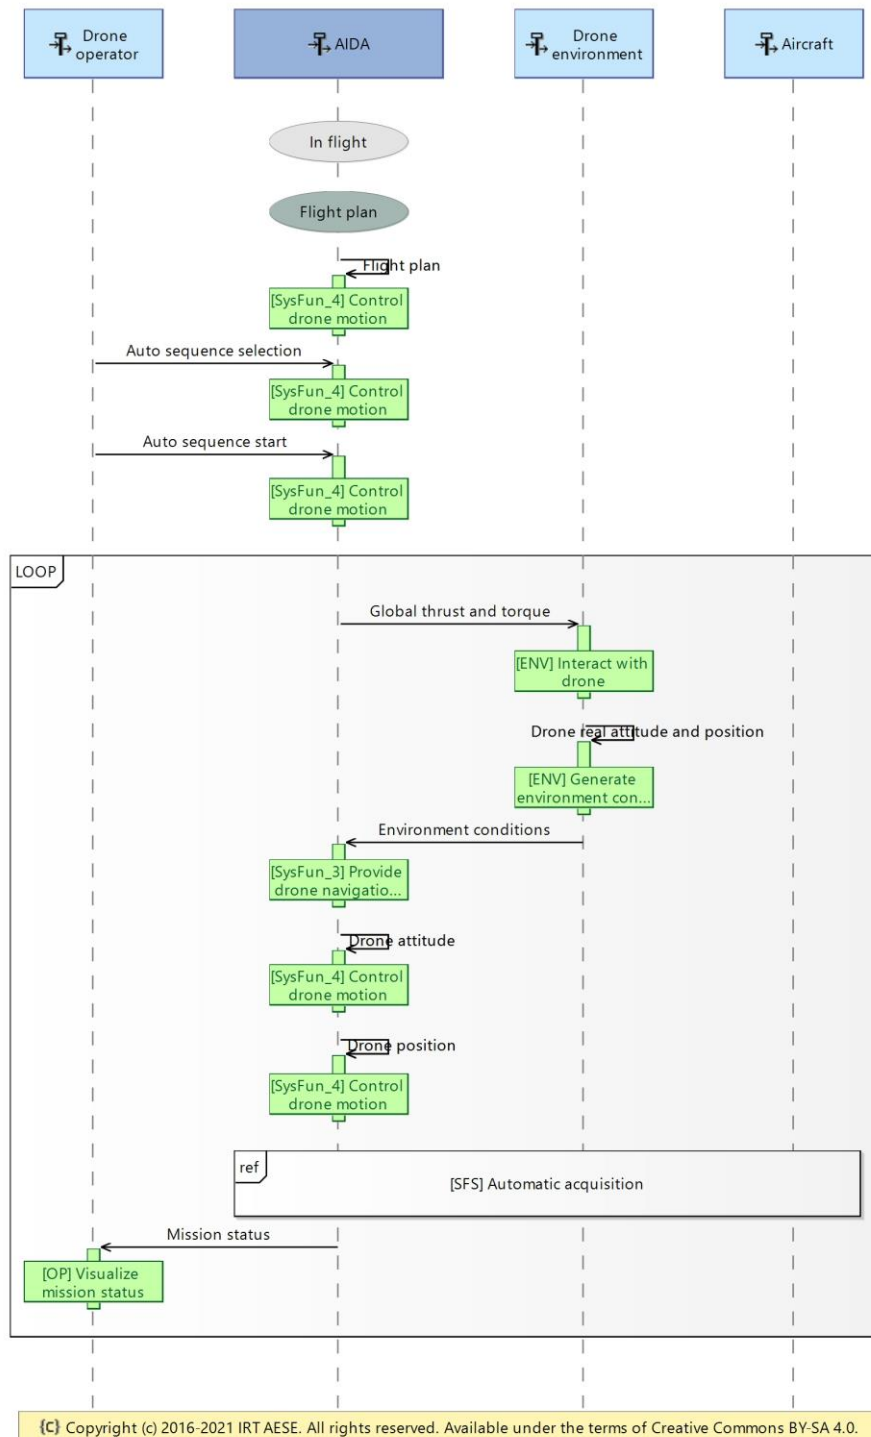 Drone
operator
AIDA
Drone
environment
Aircraft
In flight
Flight plan
Flight plan
[SysFun_4] Control
drone motion
Auto sequence selection
[SysFun_4] Control
drone motion
Auto sequence start
[SysFun_4] Control
drone motion
LOOP
Global thrust and torque
[ENV] Interact with
drone
Drone real attitude and position
[ENV] Generate
environment con...
Environment conditions
[SysFun_3] Provide
drone navigatio...
Drone attitude
[SysFun_4] Control
drone motion
Drone position
[SysFun_4] Control
drone motion
ref
[SFS] Automatic acquisition
Mission status
[OP] Visualize
mission status
{C} Copyright (c) 2016-2021 IRT AESE. All rights reserved. Available under the terms of Creative Commons BY-SA 4.0.